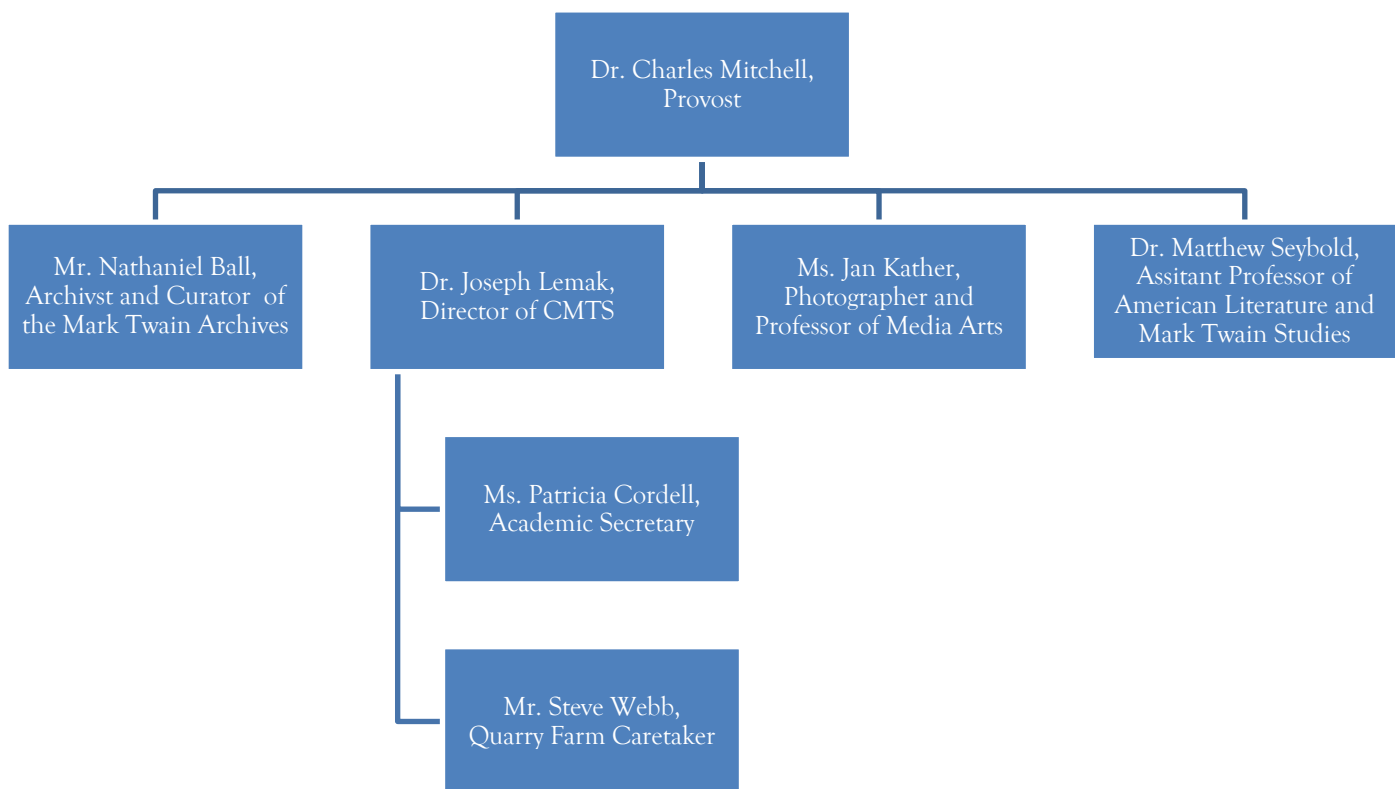 Dr. Charles Mitchell,
Provost
Mr. Nathaniel Ball,
Archivst and Curator of
the Mark Twain Archives
Dr. Joseph Lemak,
Director of CMTS
Ms. Jan Kather,
Photographer and
Professor of Media Arts
Dr. Matthew Seybold,
Assitant Professor of
American Literature and
Mark Twain Studies
Ms. Patricia Cordell,
Academic Secretary
Mr. Steve Webb,
Quarry Farm Caretaker